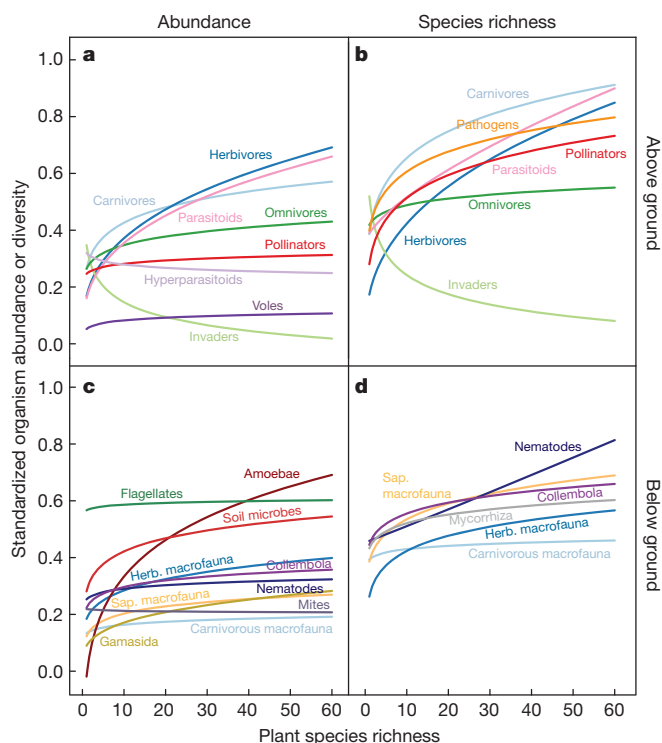 Abundance
Species richness
Standardized organism abundance or diversity
a
1.0
0.8
0.6
0.4
0.2
0.0
Herbivores
Carnivores
Parasitoids
Omnivores
Pollinators
Hyperparasitoids
Voles
Invaders
b
Carnivores
Pathogens
Pollinators
Parasitoids
Omnivores
Herbivores
Invaders
Above ground
c
1.0
0.8
0.6
0.4
0.2
0.0
Amoebae
Flagellates
Soil microbes
Herb. macrofauna
Collembola
Nematodes
Sap. macrofauna
Mites
Carnivorous macrofauna
Gamasida
0 10 20 30 40 50 60
d
Nematodes
Sap.
macrofauna
Collembola
Mycorrhiza
Herb. macrofauna
Carnivorous macrofauna
0 10 20 30 40 50 60
Below ground
Plant species richness